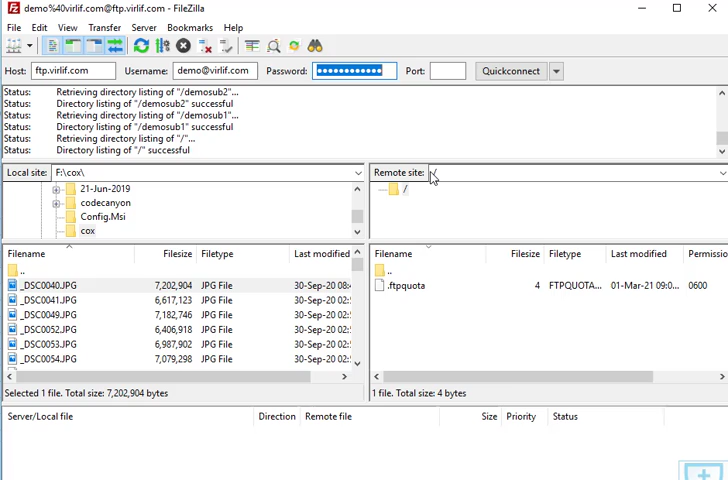 demo%40virlif.com@ftp.virlif.com - FileZilla
File Edit View Transfer Server Bookmarks Help
Host: ftp.virlif.com Username: demo@virlif.com Password: •••••••••••• Port: Quickconnect
Status: Retrieving directory listing of "/demosub2"...
Status: Directory listing of "/demosub2" successful
Status: Retrieving directory listing of "/demosub1"...
Status: Directory listing of "/demosub1" successful
Status: Retrieving directory listing of "/"...
Status: Directory listing of "/" successful
Local site: F:\cox\
21-Jun-2019
codecanyon
Config.Msi
cox
Remote site: /
/
Filename Filesize Filetype Last modified
..
_DSC0040.JPG 7,202,904 JPG File 30-Sep-20 08:4
_DSC0041.JPG 6,617,123 JPG File 30-Sep-20 02:5
_DSC0049.JPG 7,182,746 JPG File 30-Sep-20 02:5
_DSC0052.JPG 6,406,918 JPG File 30-Sep-20 02:5
_DSC0053.JPG 6,987,902 JPG File 30-Sep-20 02:5
_DSC0054.JPG 7,079,298 JPG File 30-Sep-20 02:5
Selected 1 file. Total size: 7,202,904 bytes
Filename Filesize Filetype Last modified Permissio
..
.ftpquota 4 FTPQUOTA... 01-Mar-21 09:0... 0600
1 file. Total size: 4 bytes
Server/Local file Direction Remote file Size Priority Status